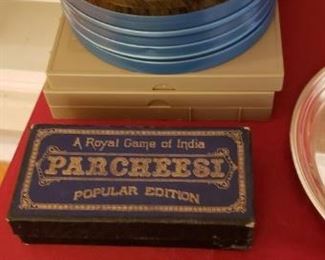 A Royal Game of India
PARCHEESI
POPULAR EDITION